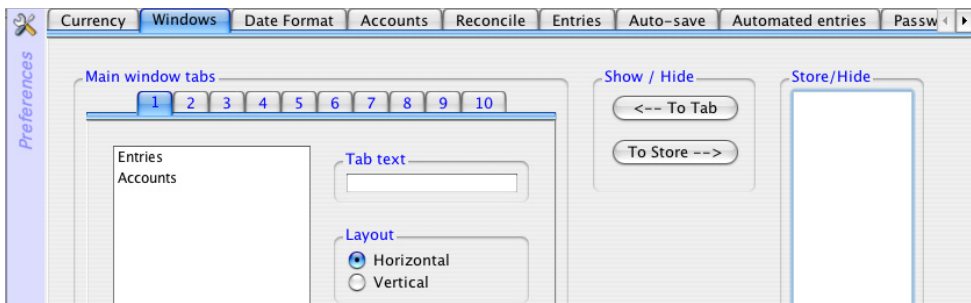 Currency Windows Date Format Accounts Reconcile Entries Auto-save Automated entries Passw
Preferences
Main window tabs
1 2 3 4 5 6 7 8 9 10
Entries
Accounts
Tab text
Layout
Horizontal
Vertical
Show / Hide
<-- To Tab
To Store -->
Store/Hide